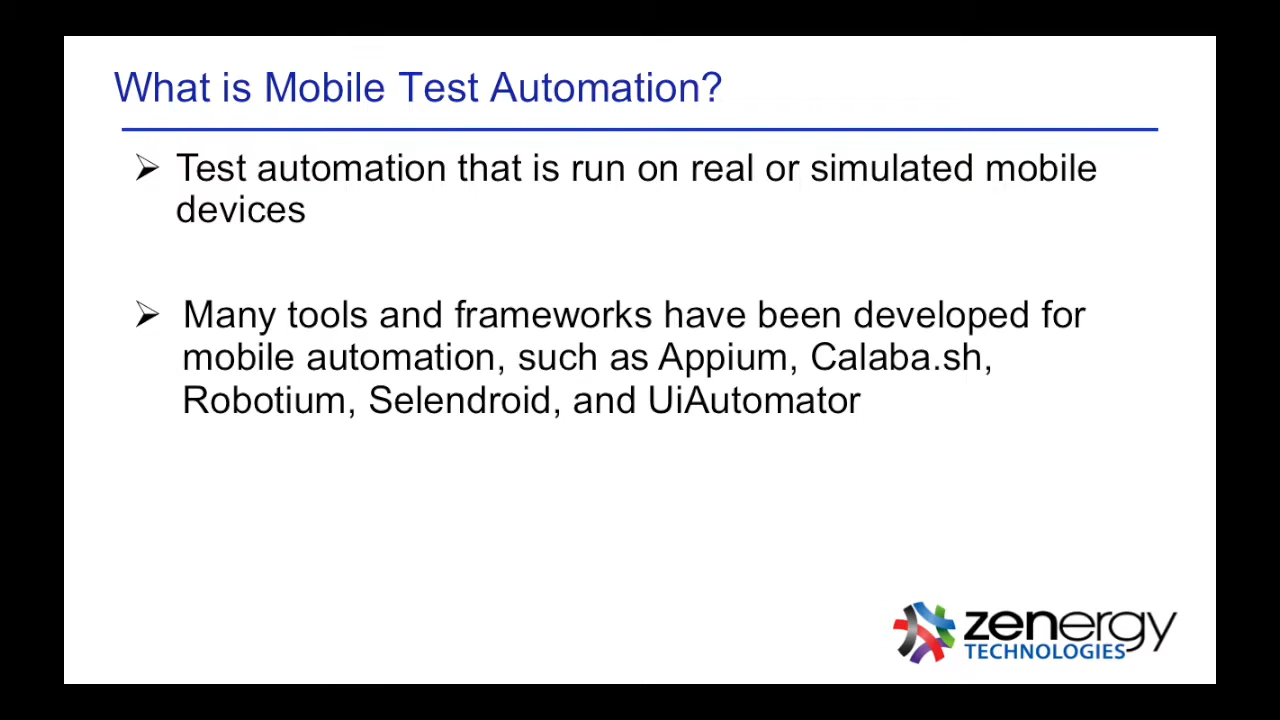 What is Mobile Test Automation?
➢ Test automation that is run on real or simulated mobile
devices
➢ Many tools and frameworks have been developed for
mobile automation, such as Appium, Calaba.sh,
Robotium, Selendroid, and UiAutomator
zenergy
TECHNOLOGIES